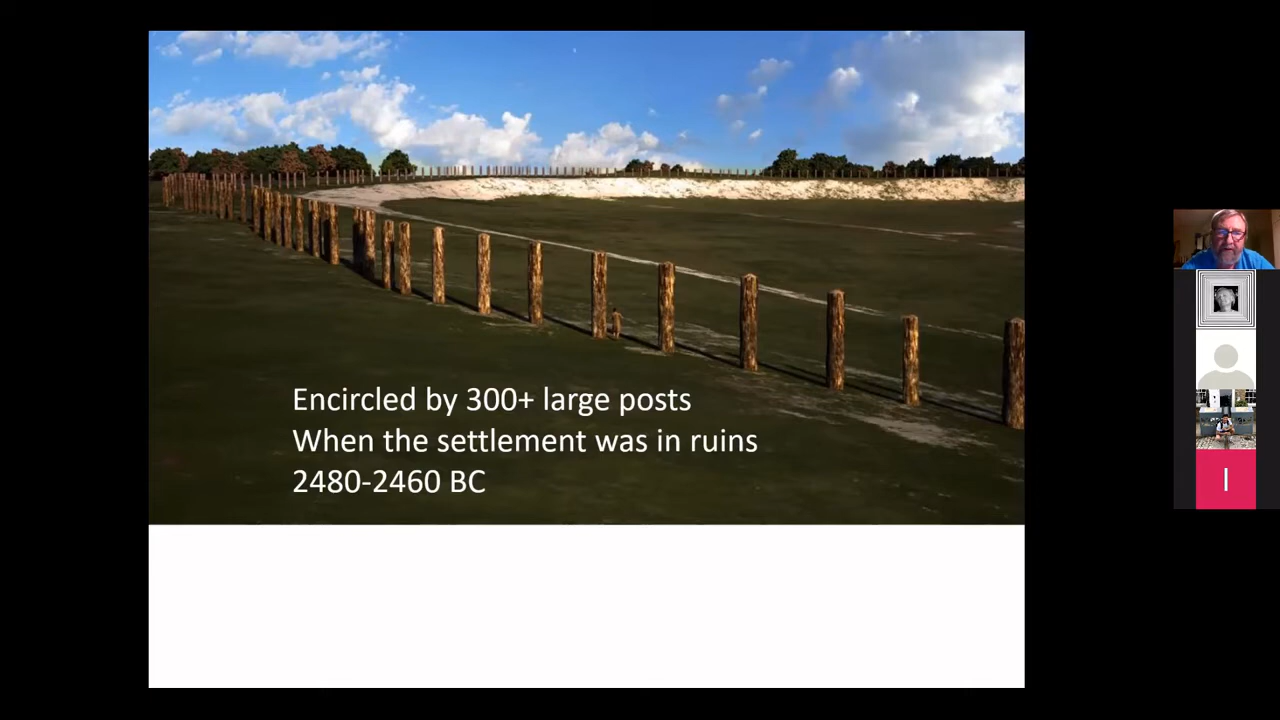 Encircled by 300+ large posts
When the settlement was in ruins
2480-2460 BC
I